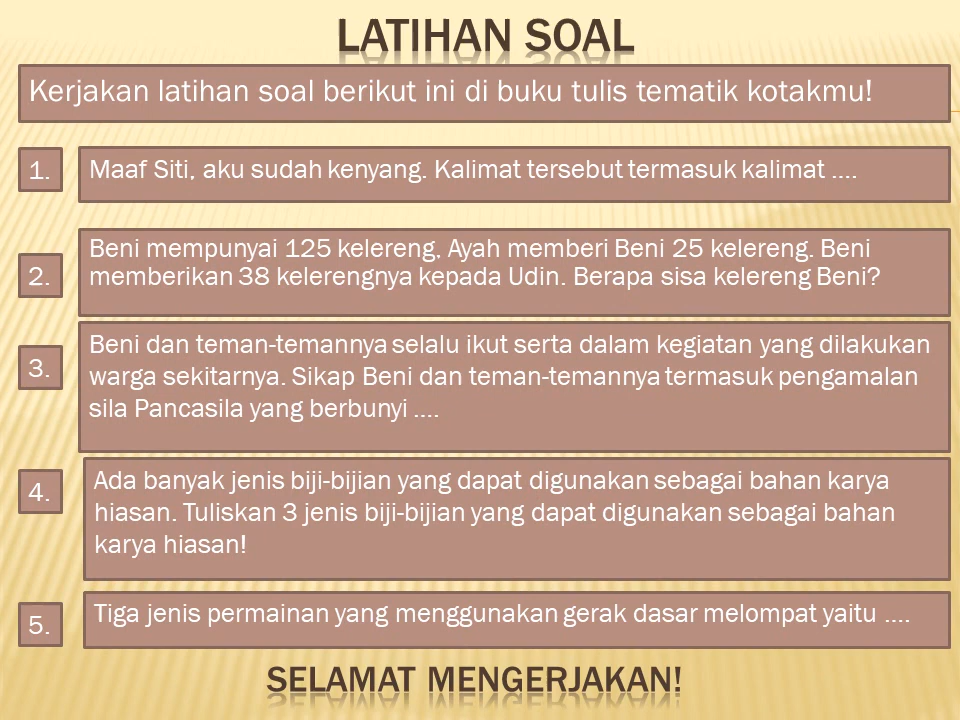 LATIHAN SOAL
Kerjakan latihan soal berikut ini di buku tulis tematik kotakmu!
1.
Maaf Siti, aku sudah kenyang. Kalimat tersebut termasuk kalimat ....
2.
Beni mempunyai 125 kelereng, Ayah memberi Beni 25 kelereng. Beni
memberikan 38 kelerengnya kepada Udin. Berapa sisa kelereng Beni?
3.
Beni dan teman-temannya selalu ikut serta dalam kegiatan yang dilakukan
warga sekitarnya. Sikap Beni dan teman-temannya termasuk pengamalan
sila Pancasila yang berbunyi ....
4.
Ada banyak jenis biji-bijian yang dapat digunakan sebagai bahan karya
hiasan. Tuliskan 3 jenis biji-bijian yang dapat digunakan sebagai bahan
karya hiasan!
5.
Tiga jenis permainan yang menggunakan gerak dasar melompat yaitu ....
SELAMAT MENGERJAKAN!